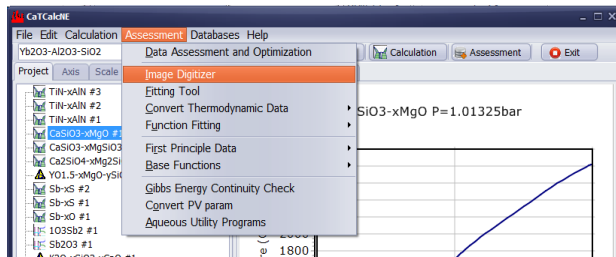 CaTCalcNE
File Edit Calculation Assessment Databases Help
Yb2O3-Al2O3-SiO2
Calculation Assessment Exit
Project Axis Scale
TiN-xAlN #3
TiN-xAlN #2
TiN-xAlN #1
CaSiO3-xMgO #1
CaSiO3-xMgSiO3
Ca2SiO4-xMg2Si
YO1.5-xMgO-ySi
Sb-xS #2
Sb-xS #1
Sb-xO #1
1O3Sb2 #1
Sb2O3 #1
Data Assessment and Optimization
Image Digitizer
Fitting Tool
Convert Thermodynamic Data
Function Fitting
First Principle Data
Base Functions
Gibbs Energy Continuity Check
Convert PV param
Aqueous Utility Programs
SiO3-xMgO P=1.01325bar
2000
1800